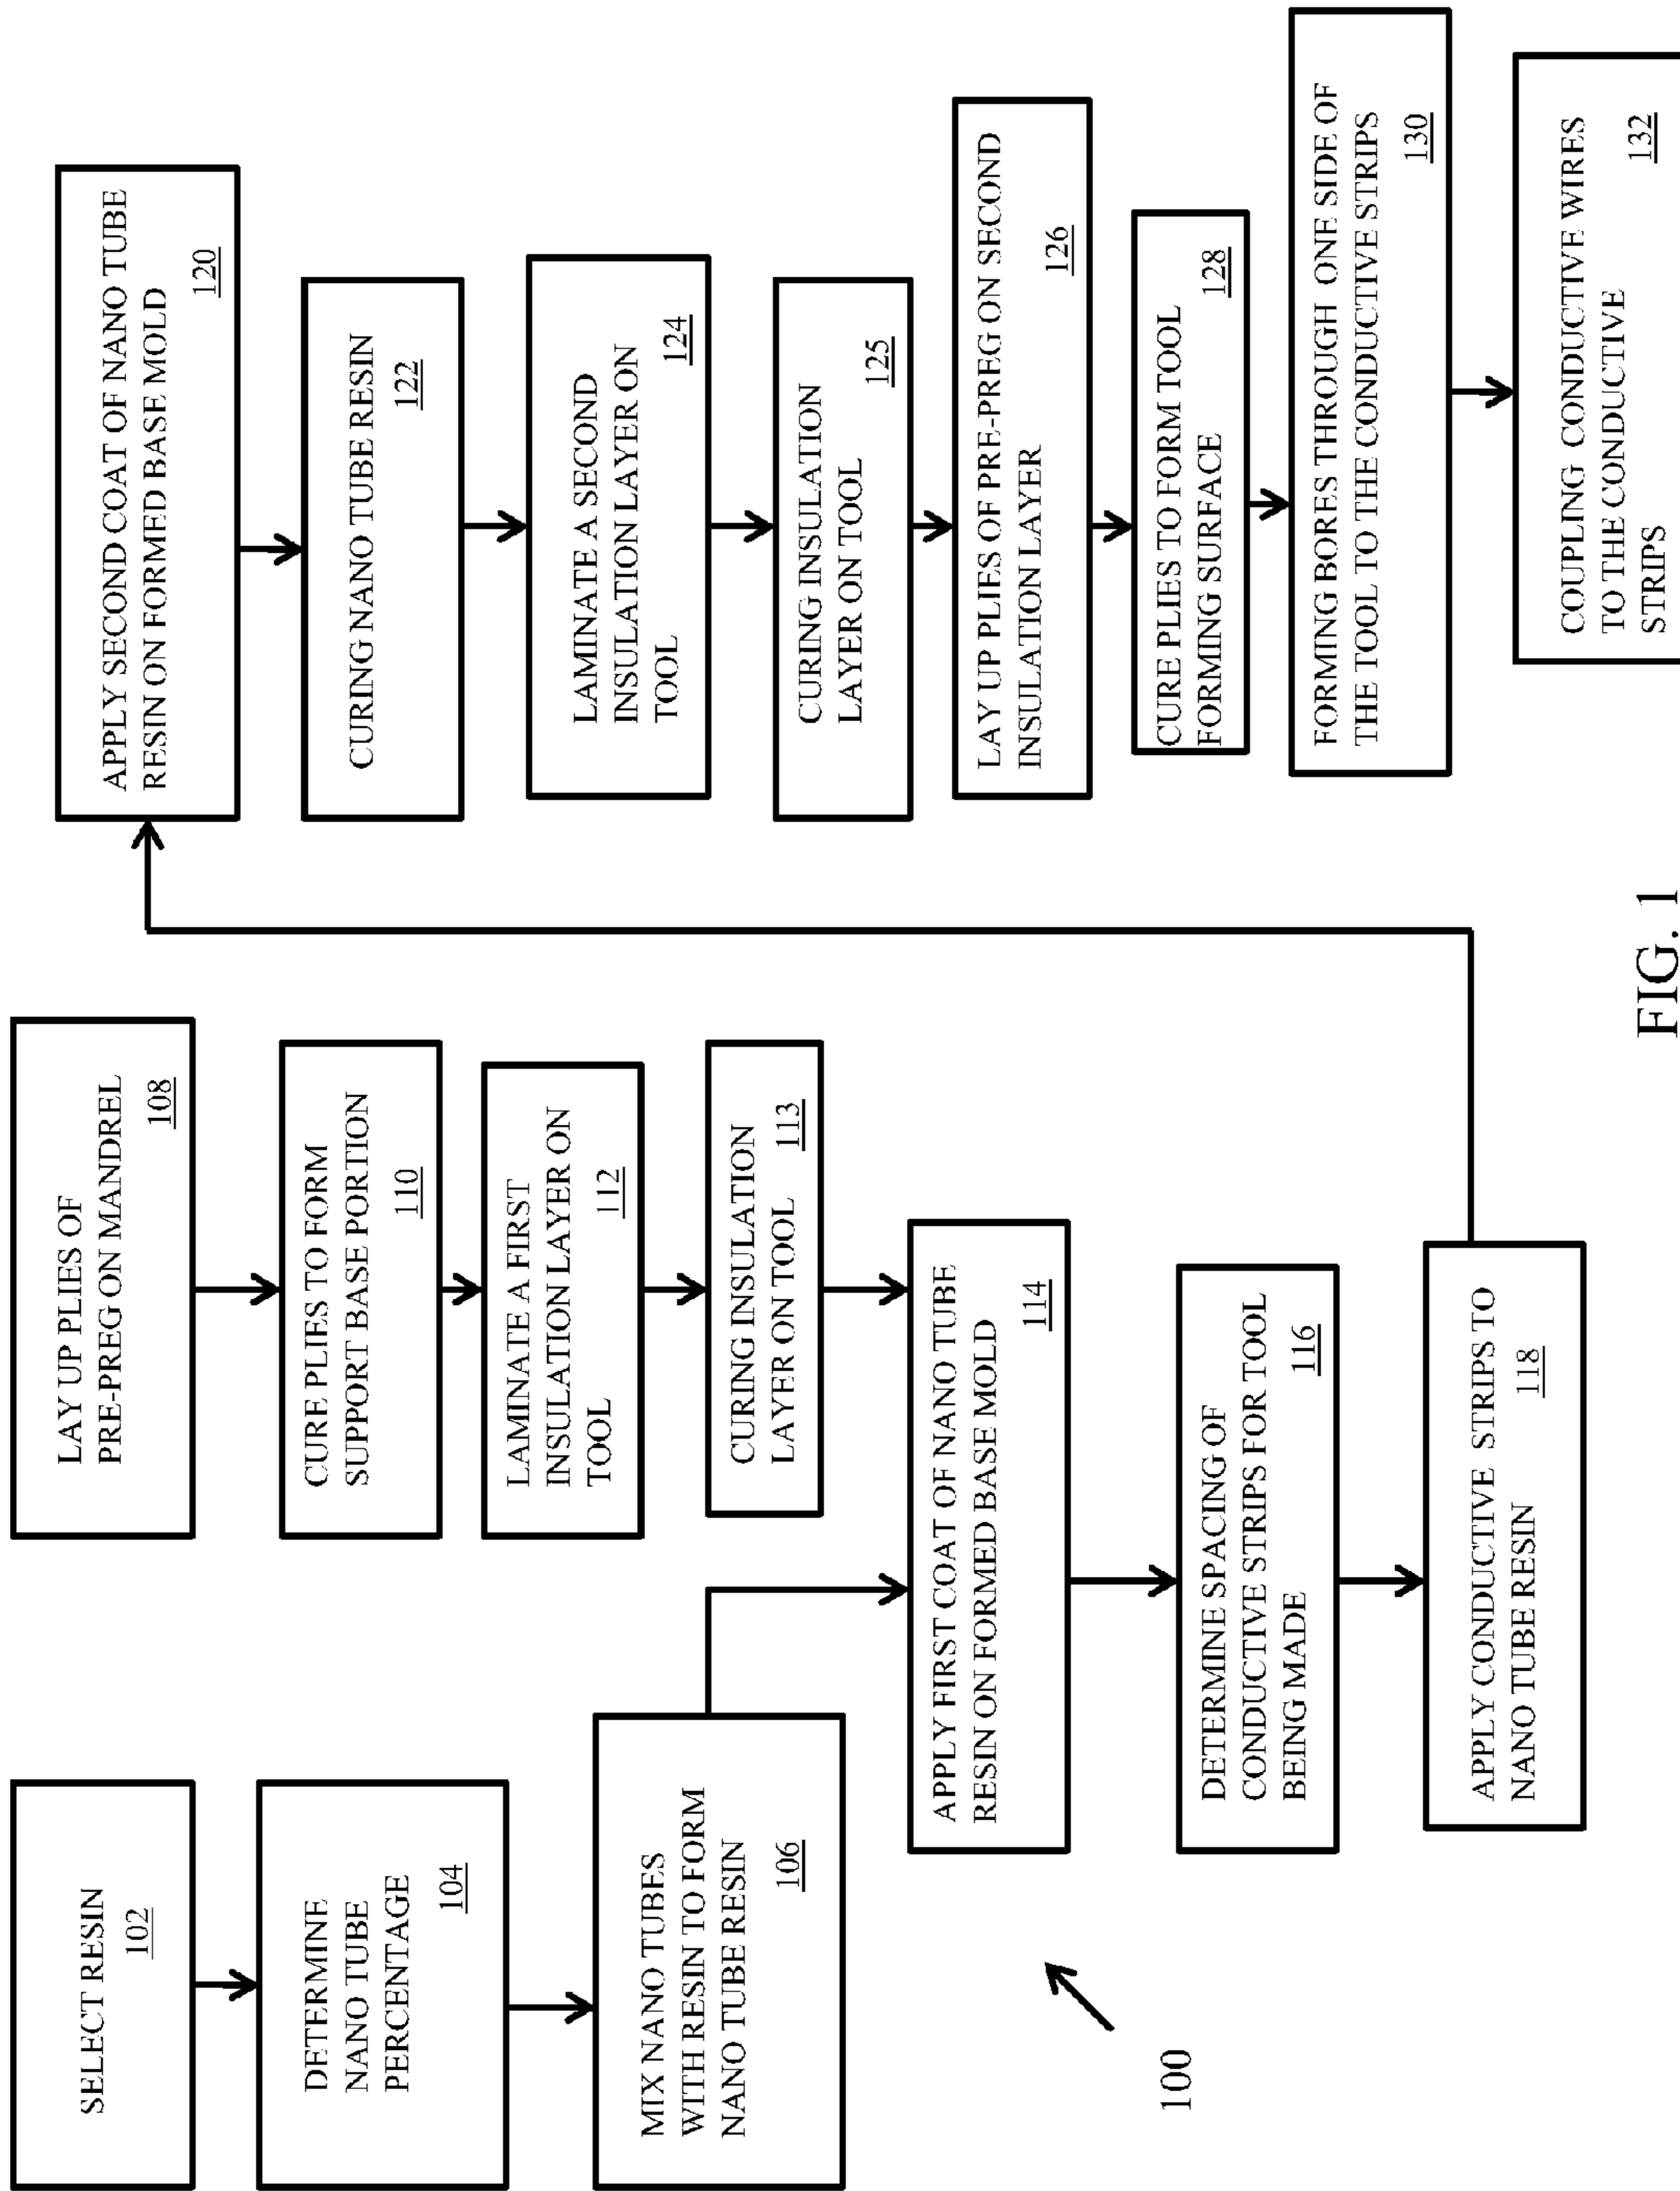 SELECT RESIN
102
DETERMINE
NANO TUBE
PERCENTAGE
104
MIX NANO TUBES
WITH RESIN TO FORM
NANO TUBE RESIN
106
LAY UP PLIES OF
PRE-PREG ON MANDREL
108
CURE PLIES TO FORM
SUPPORT BASE PORTION
110
LAMINATE A FIRST
INSULATION LAYER ON
TOOL
112
CURING INSULATION
LAYER ON TOOL
113
APPLY FIRST COAT OF NANO TUBE
RESIN ON FORMED BASE MOLD
114
DETERMINE SPACING OF
CONDUCTIVE STRIPS FOR TOOL
BEING MADE
116
APPLY CONDUCTIVE STRIPS TO
NANO TUBE RESIN
118
APPLY SECOND COAT OF NANO TUBE
RESIN ON FORMED BASE MOLD
120
CURING NANO TUBE RESIN
122
LAMINATE A SECOND
INSULATION LAYER ON
TOOL
124
CURING INSULATION
LAYER ON TOOL
125
LAY UP PLIES OF PRE-PREG ON SECOND
INSULATION LAYER
126
CURE PLIES TO FORM TOOL
FORMING SURFACE
128
FORMING BORES THROUGH ONE SIDE OF
THE TOOL TO THE CONDUCTIVE STRIPS
130
COUPLING CONDUCTIVE WIRES
TO THE CONDUCTIVE
STRIPS
132
100
FIG. 1